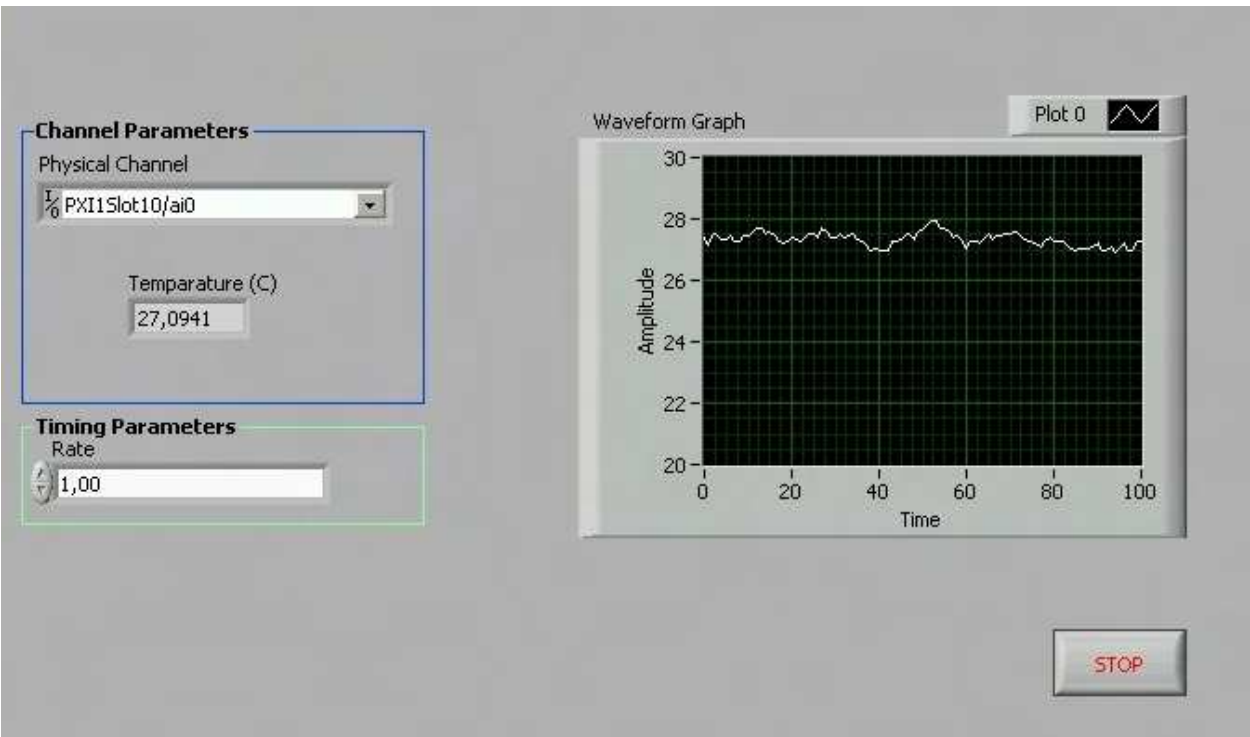 Channel Parameters
Physical Channel
I/O PXI1Slot10/ai0
Temparature (C)
27,0941
Timing Parameters
Rate
1,00
Waveform Graph
Plot 0
30
28
26
24
22
20
Amplitude
0 20 40 60 80 100
Time
STOP